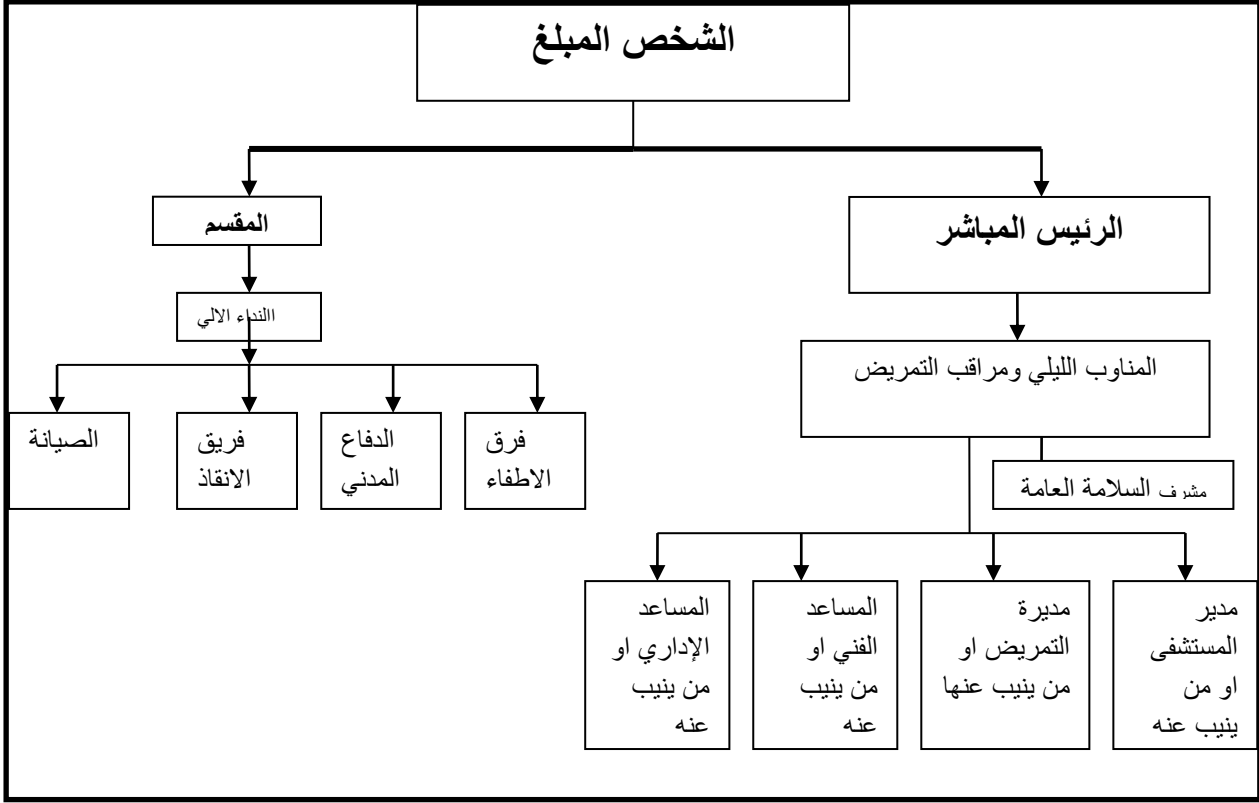 الشخص المبلغ
الرئيس المباشر
المقسم
االنداء الالي
المناوب الليلي ومراقب التمريض
مشرف السلامة العامة
فرق
الاطفاء
الدفاع
المدني
فريق
الانقاذ
الصيانة
مدير
المستشفى
او من
ينيب عنه
مديرة
التمريض او
من ينيب عنها
المساعد
الفني او
من ينيب
عنه
المساعد
الإداري او
من ينيب
عنه